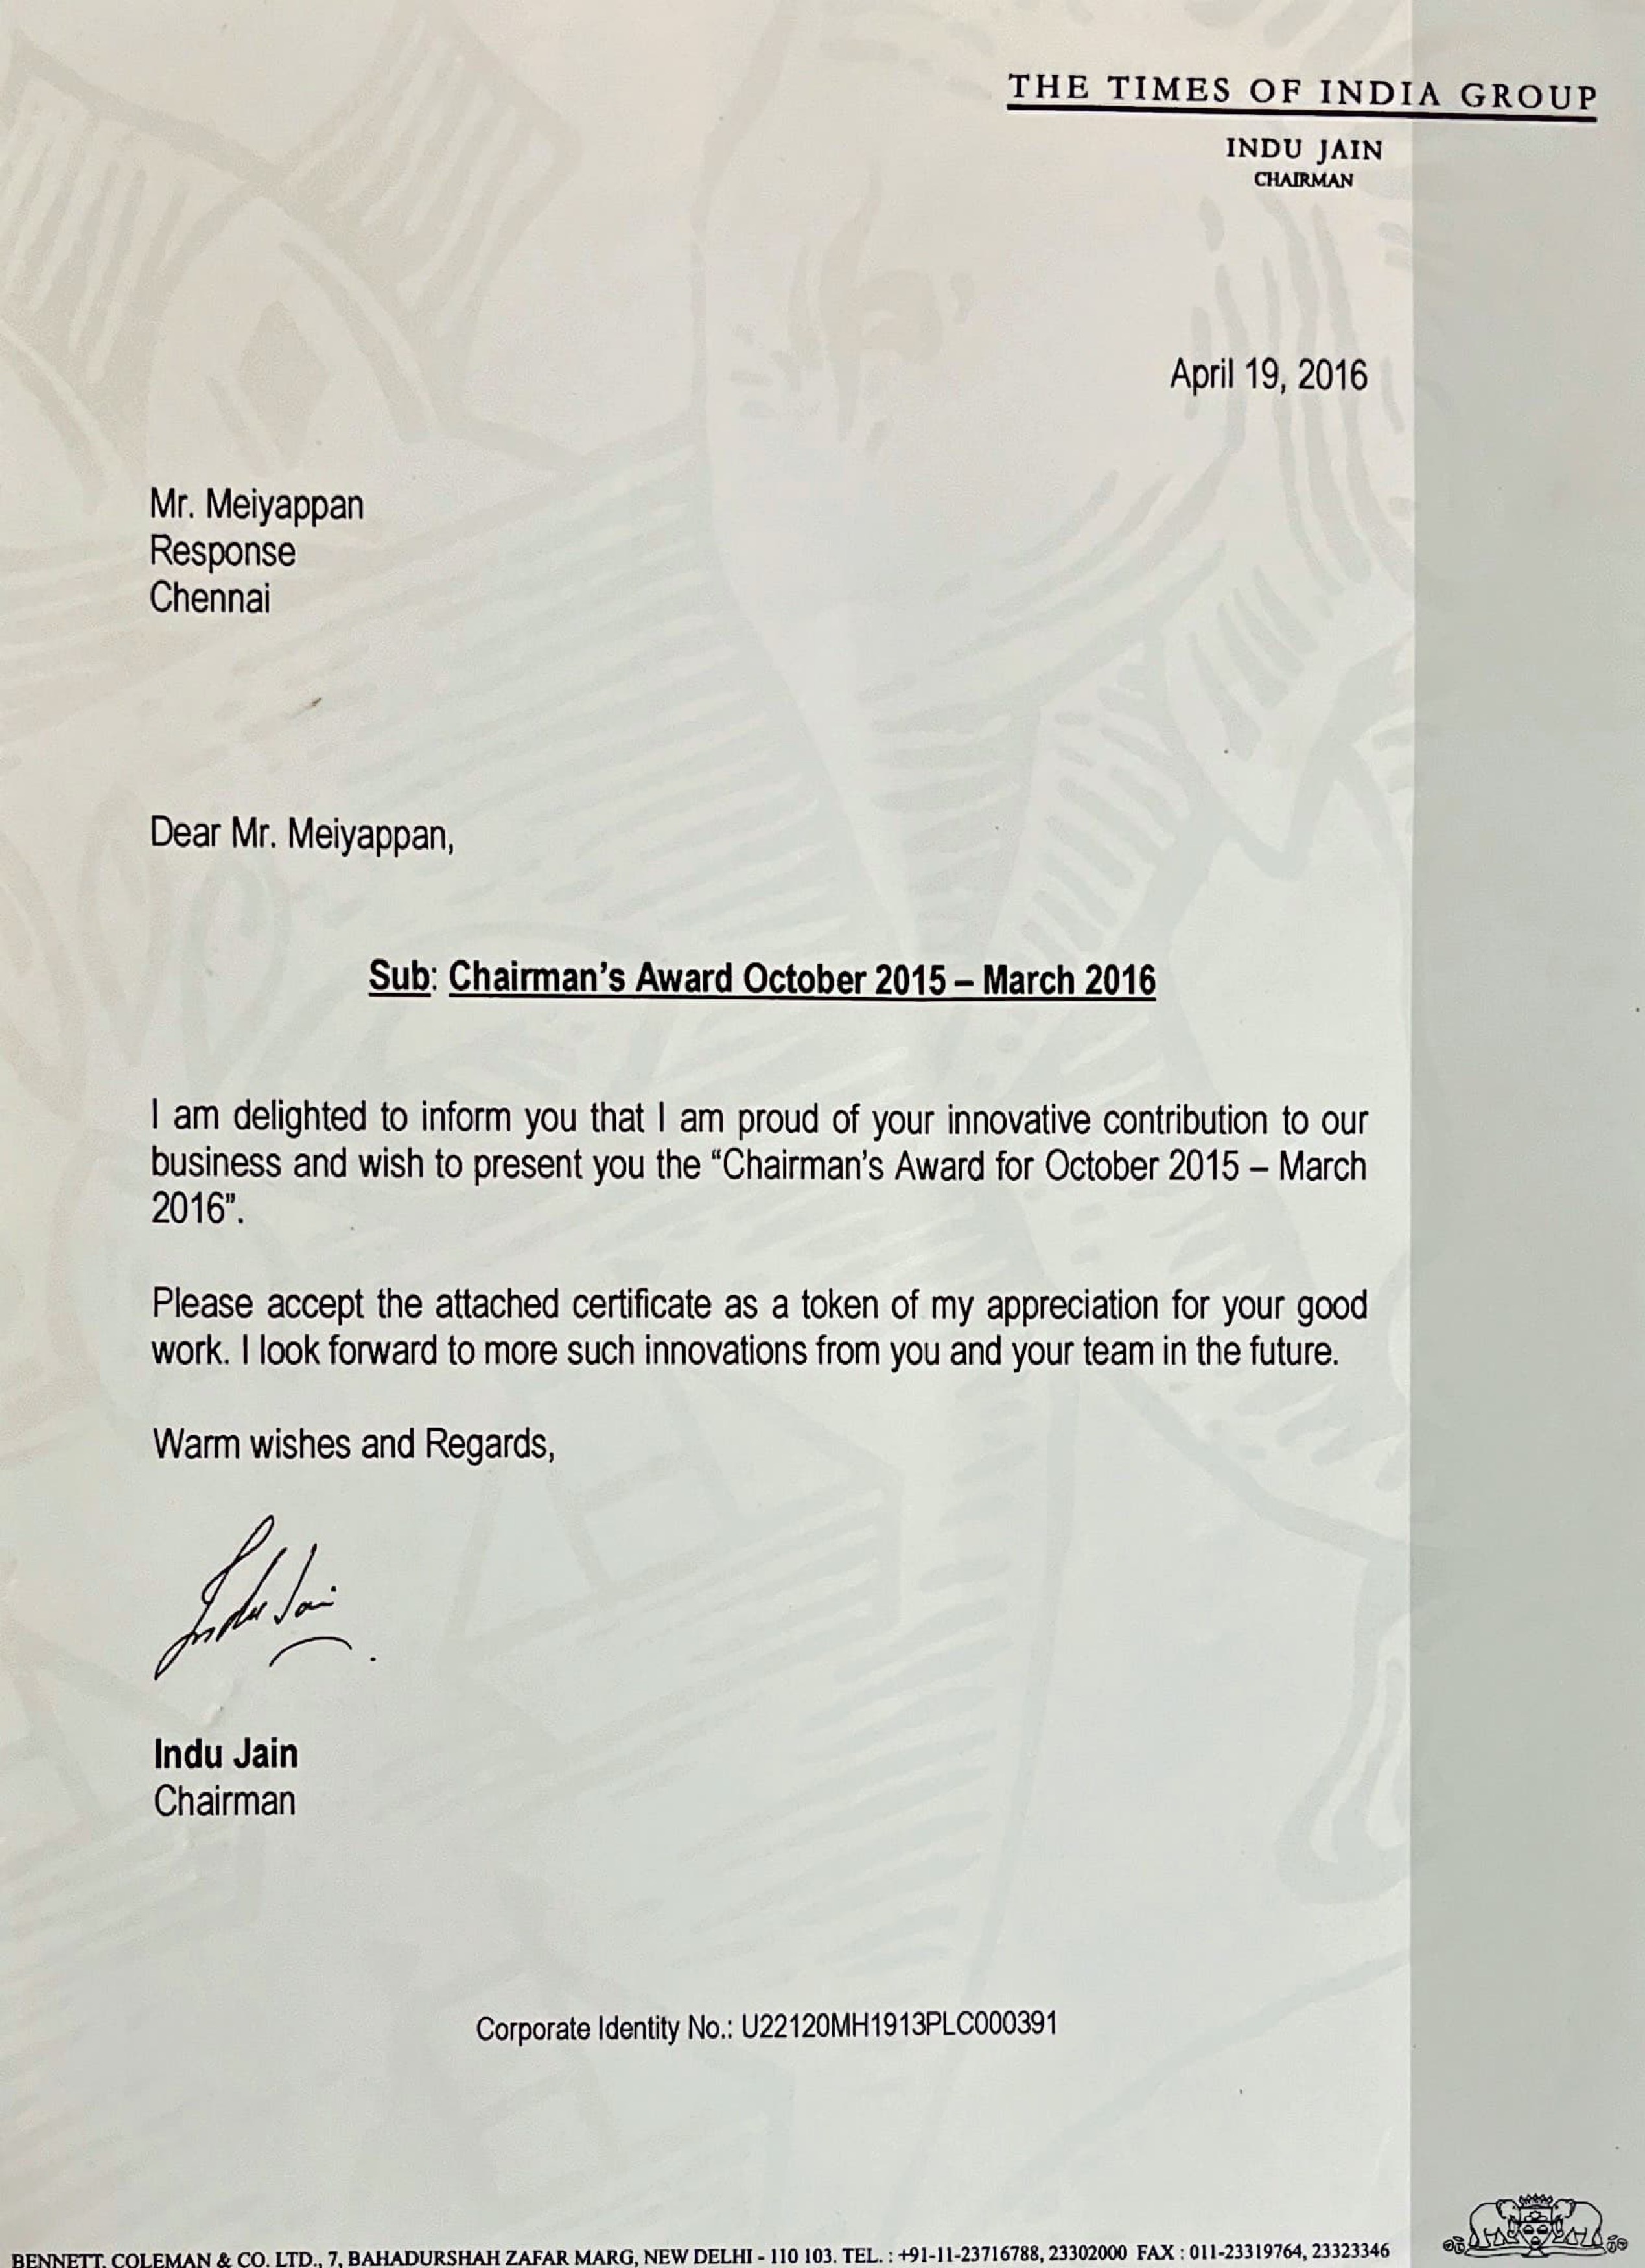 THE TIMES OF INDIA GROUP
INDU JAIN
CHAIRMAN
April 19, 2016
Mr. Meiyappan
Response
Chennai
Dear Mr. Meiyappan,
Sub: Chairman’s Award October 2015 – March 2016
I am delighted to inform you that I am proud of your innovative contribution to our
business and wish to present you the “Chairman’s Award for October 2015 – March
2016”.
Please accept the attached certificate as a token of my appreciation for your good
work. I look forward to more such innovations from you and your team in the future.
Warm wishes and Regards,
Indu Jain
Indu Jain
Chairman
Corporate Identity No.: U22120MH1913PLC000391
BENNETT, COLEMAN & CO. LTD., 7, BAHADURSHAH ZAFAR MARG, NEW DELHI - 110 103. TEL. : +91-11-23716788, 23302000 FAX : 011-23319764, 23323346